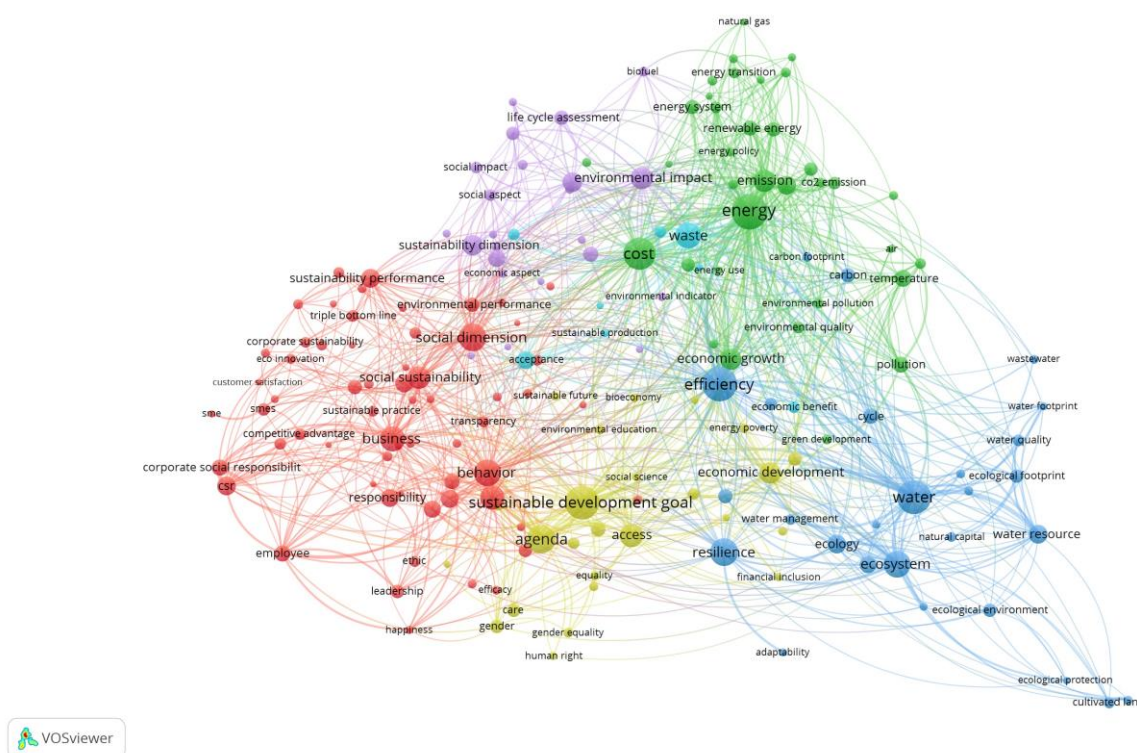 natural gas
biofuel
energy transition
energy system
life cycle assessment
renewable energy
energy policy
social impact
environmental impact
emission
co2 emission
social aspect
energy
waste
sustainability dimension
cost
air
carbon footprint
economic aspect
energy use
carbon
temperature
sustainability performance
environmental indicator
environmental performance
environmental pollution
triple bottom line
sustainable production
environmental quality
social dimension
corporate sustainability
eco innovation
acceptance
economic growth
pollution
wastewater
customer satisfaction
social sustainability
efficiency
sustainable future
bioeconomy
economic benefit
water footprint
sme
smes
sustainable practice
transparency
cycle
competitive advantage
business
environmental education
energy poverty
green development
water quality
corporate social responsibilit
behavior
social science
economic development
ecological footprint
csr
responsibility
sustainable development goal
water
water management
agenda
access
natural capital
water resource
employee
ethic
resilience
ecology
ecosystem
equality
financial inclusion
leadership
efficacy
care
ecological environment
happiness
gender
gender equality
human right
adaptability
ecological protection
cultivated lan
VOSviewer